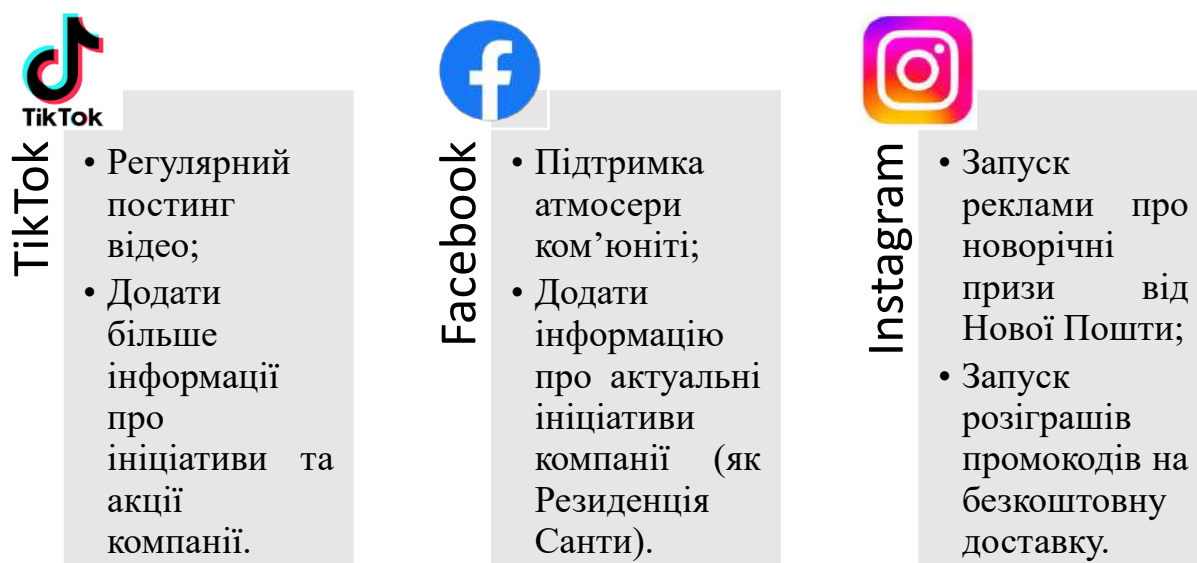 TikTok
TikTok
• Регулярний
постинг
відео;
• Додати
більше
інформації
про
ініціативи та
акції
компанії.
Facebook
• Підтримка
атмосери
ком’юніті;
• Додати
інформацію
про актуальні
ініціативи
компанії (як
Резиденція
Санти).
Instagram
• Запуск
реклами про
новорічні
призи від
Нової Пошти;
• Запуск
розіграшів
промокодів на
безкоштовну
доставку.